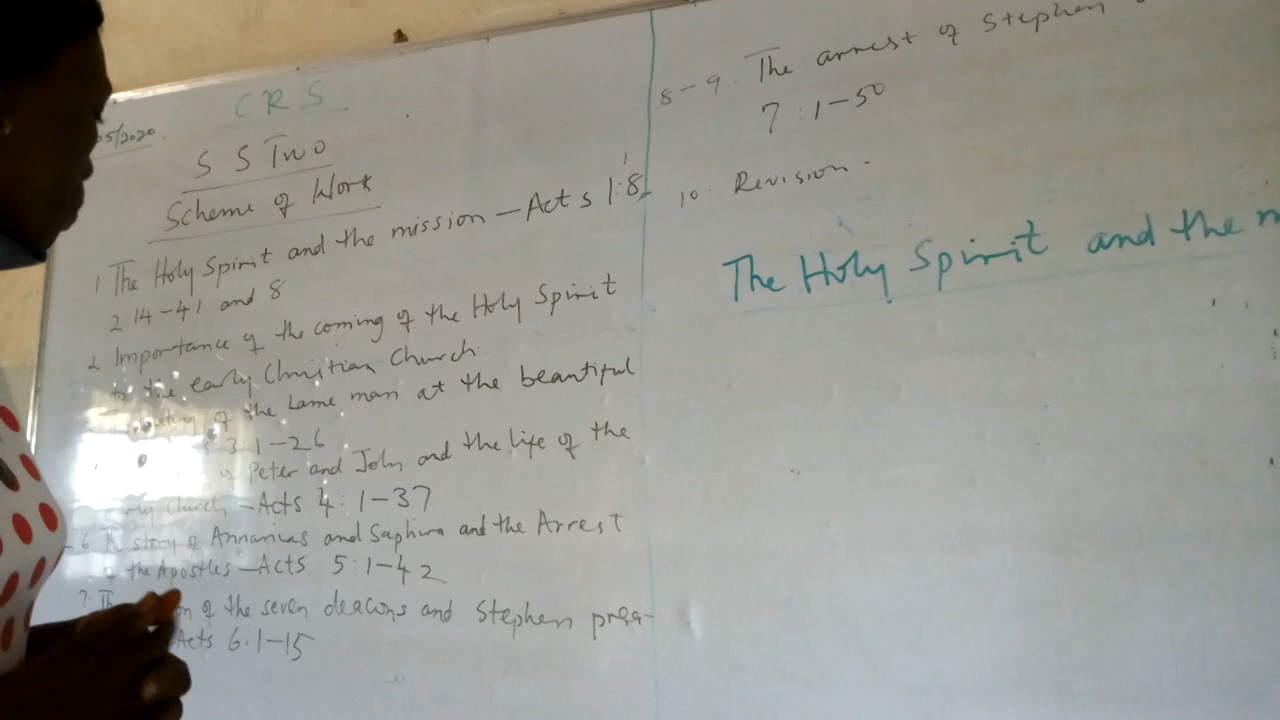 CRS
05/2020.
SS Two
Scheme of Work
1 The Holy Spirit and the mission – Acts 1:8
2 14-41 and 8
2 Importance of the coming of the Holy Spirit
to the early Christian Church
of the Lame man at the beautiful
3:1-26
of Peter and John and the life of the
early Church – Acts 4:1-37
6 The story of Annanias and Saphira and the Arrest
of the Apostles – Acts 5:1-42
7. of the seven deacons and Stephen prea-
Acts 6:1-15
8-9. The arrest of Stephen
7:1-50
10. Revision.
The Holy Spirit and the m